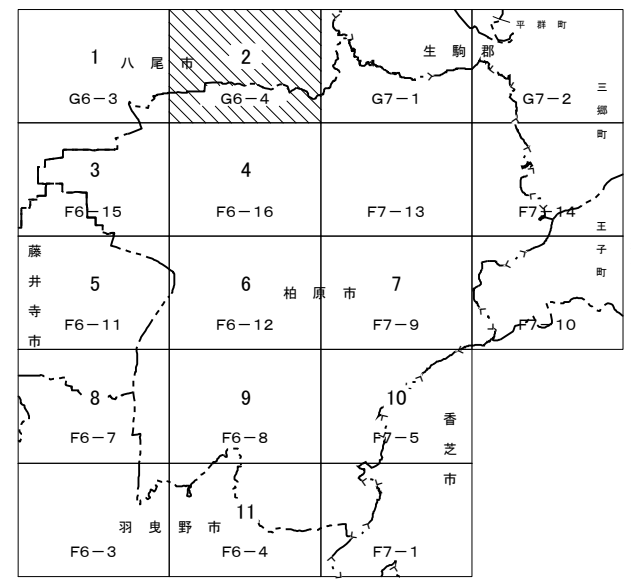 平群町
1 八尾市 2 生駒郡
G6-3 G6-4 G7-1 G7-2 三郷町
3 4
F6-15 F6-16 F7-13 F7-14
藤井寺市 5 6 柏原市 7 王子町
F6-11 F6-12 F7-9 F7-10
8 9 10
F6-7 F6-8 F7-5 香芝市
羽曳野市 11
F6-3 F6-4 F7-1